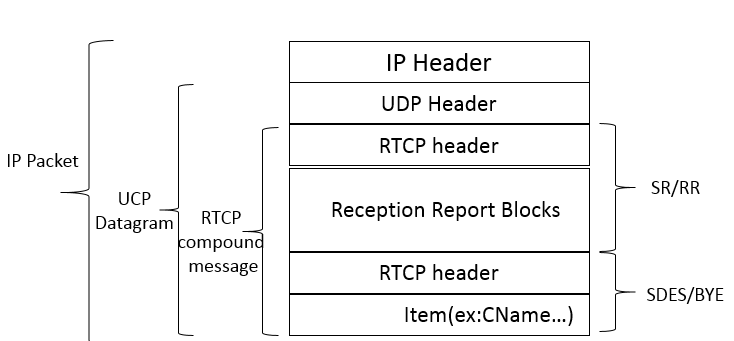 IP Header
UDP Header
RTCP header
Reception Report Blocks
RTCP header
Item(ex:CName...)
IP Packet
UCP
Datagram
RTCP
compound
message
SR/RR
SDES/BYE